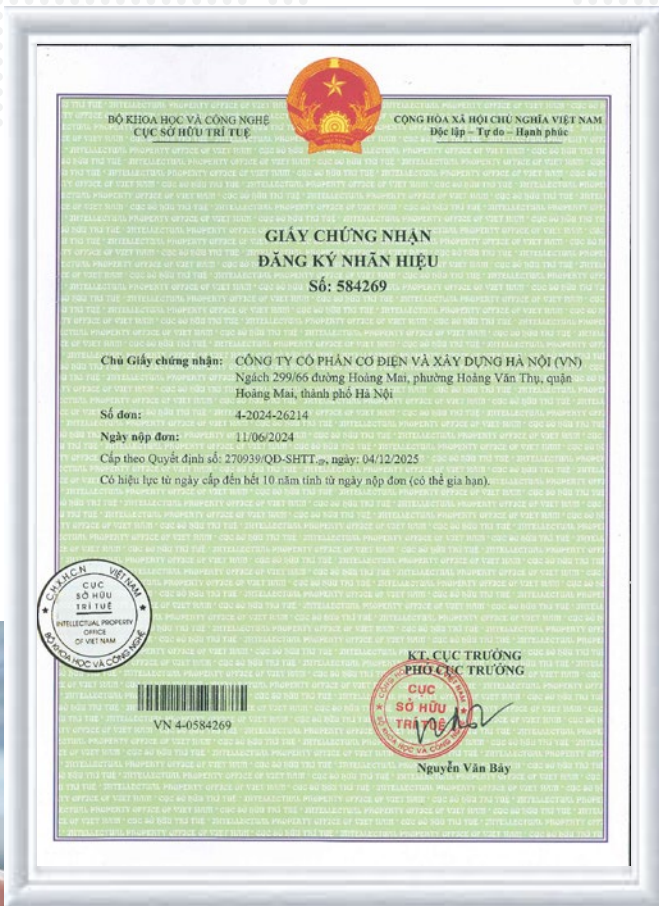 BỘ KHOA HỌC VÀ CÔNG NGHỆ
CỤC SỞ HỮU TRÍ TUỆ
CỘNG HÒA XÃ HỘI CHỦ NGHĨA VIỆT NAM
Độc lập – Tự do – Hạnh phúc
GIẤY CHỨNG NHẬN
ĐĂNG KÝ NHÃN HIỆU
Số: 584269
Chủ Giấy chứng nhận: CÔNG TY CỔ PHẦN CƠ ĐIỆN VÀ XÂY DỰNG HÀ NỘI (VN)
Ngách 299/66 đường Hoàng Mai, phường Hoàng Văn Thụ, quận
Hoàng Mai, thành phố Hà Nội
Số đơn: 4-2024-26214
Ngày nộp đơn: 11/06/2024
Cấp theo Quyết định số: 270939/QĐ-SHTT, ngày: 04/12/2025
Có hiệu lực từ ngày cấp đến hết 10 năm tính từ ngày nộp đơn (có thể gia hạn).
C.H.X.H.C.N VIỆT NAM
CỤC
SỞ HỮU
TRÍ TUỆ
INTELLECTUAL PROPERTY
OFFICE
OF VIET NAM
BỘ KHOA HỌC VÀ CÔNG NGHỆ
VN 4-0584269
KT. CỤC TRƯỞNG
PHÓ CỤC TRƯỞNG
CỤC
SỞ HỮU
TRÍ TUỆ
Nguyễn Văn Bảy